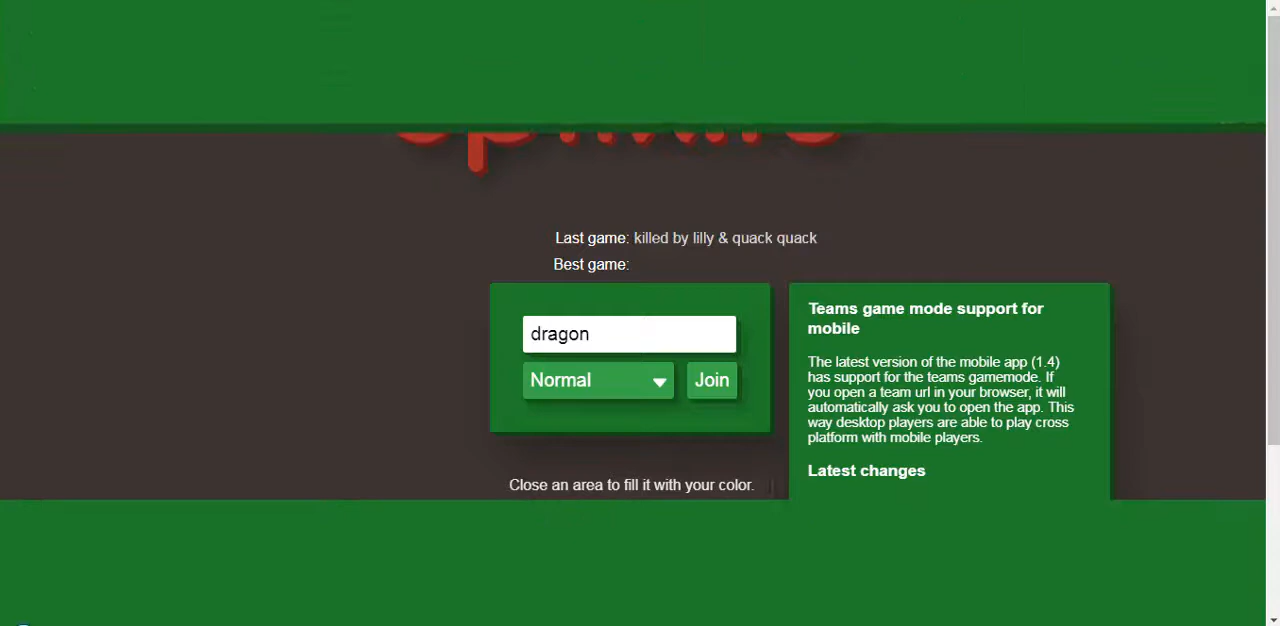 Last game: killed by lilly & quack quack
Best game:
dragon
Normal
Join
Close an area to fill it with your color.
Teams game mode support for
mobile
The latest version of the mobile app (1.4)
has support for the teams gamemode. If
you open a team url in your browser, it will
automatically ask you to open the app. This
way desktop players are able to play cross
platform with mobile players.
Latest changes